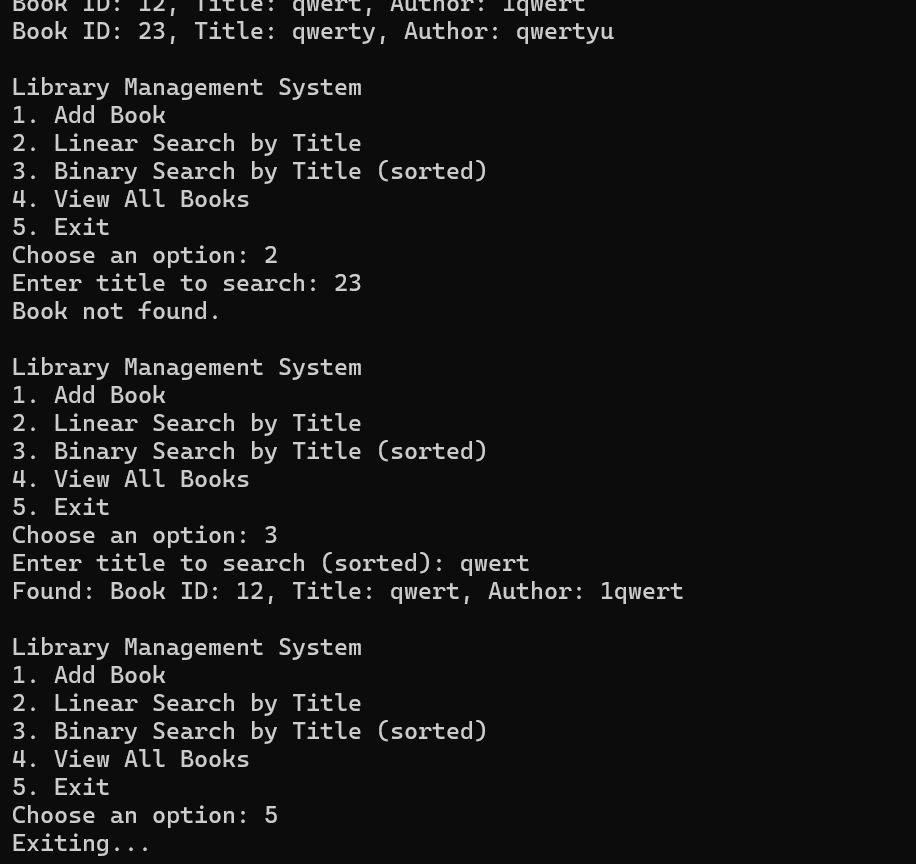 Book ID: 12, Title: qwert, Author: 1qwert
Book ID: 23, Title: qwerty, Author: qwertyu
Library Management System
1. Add Book
2. Linear Search by Title
3. Binary Search by Title (sorted)
4. View All Books
5. Exit
Choose an option: 2
Enter title to search: 23
Book not found.
Library Management System
1. Add Book
2. Linear Search by Title
3. Binary Search by Title (sorted)
4. View All Books
5. Exit
Choose an option: 3
Enter title to search (sorted): qwert
Found: Book ID: 12, Title: qwert, Author: 1qwert
Library Management System
1. Add Book
2. Linear Search by Title
3. Binary Search by Title (sorted)
4. View All Books
5. Exit
Choose an option: 5
Exiting...